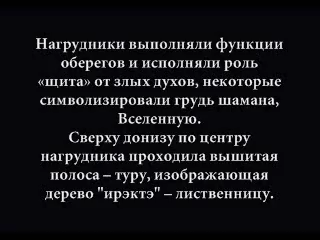 Нагрудники выполняли функции
оберегов и исполняли роль
«щита» от злых духов, некоторые
символизировали грудь шамана,
Вселенную.
Сверху донизу по центру
нагрудника проходила вышитая
полоса – туру, изображающая
дерево "ирэктэ" – лиственницу.